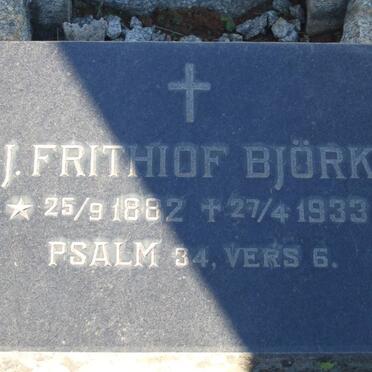 J. FRITHIOF BJÖRK
* 25/9 1882 ✝ 27/4 1933
PSALM 34, VERS 6.